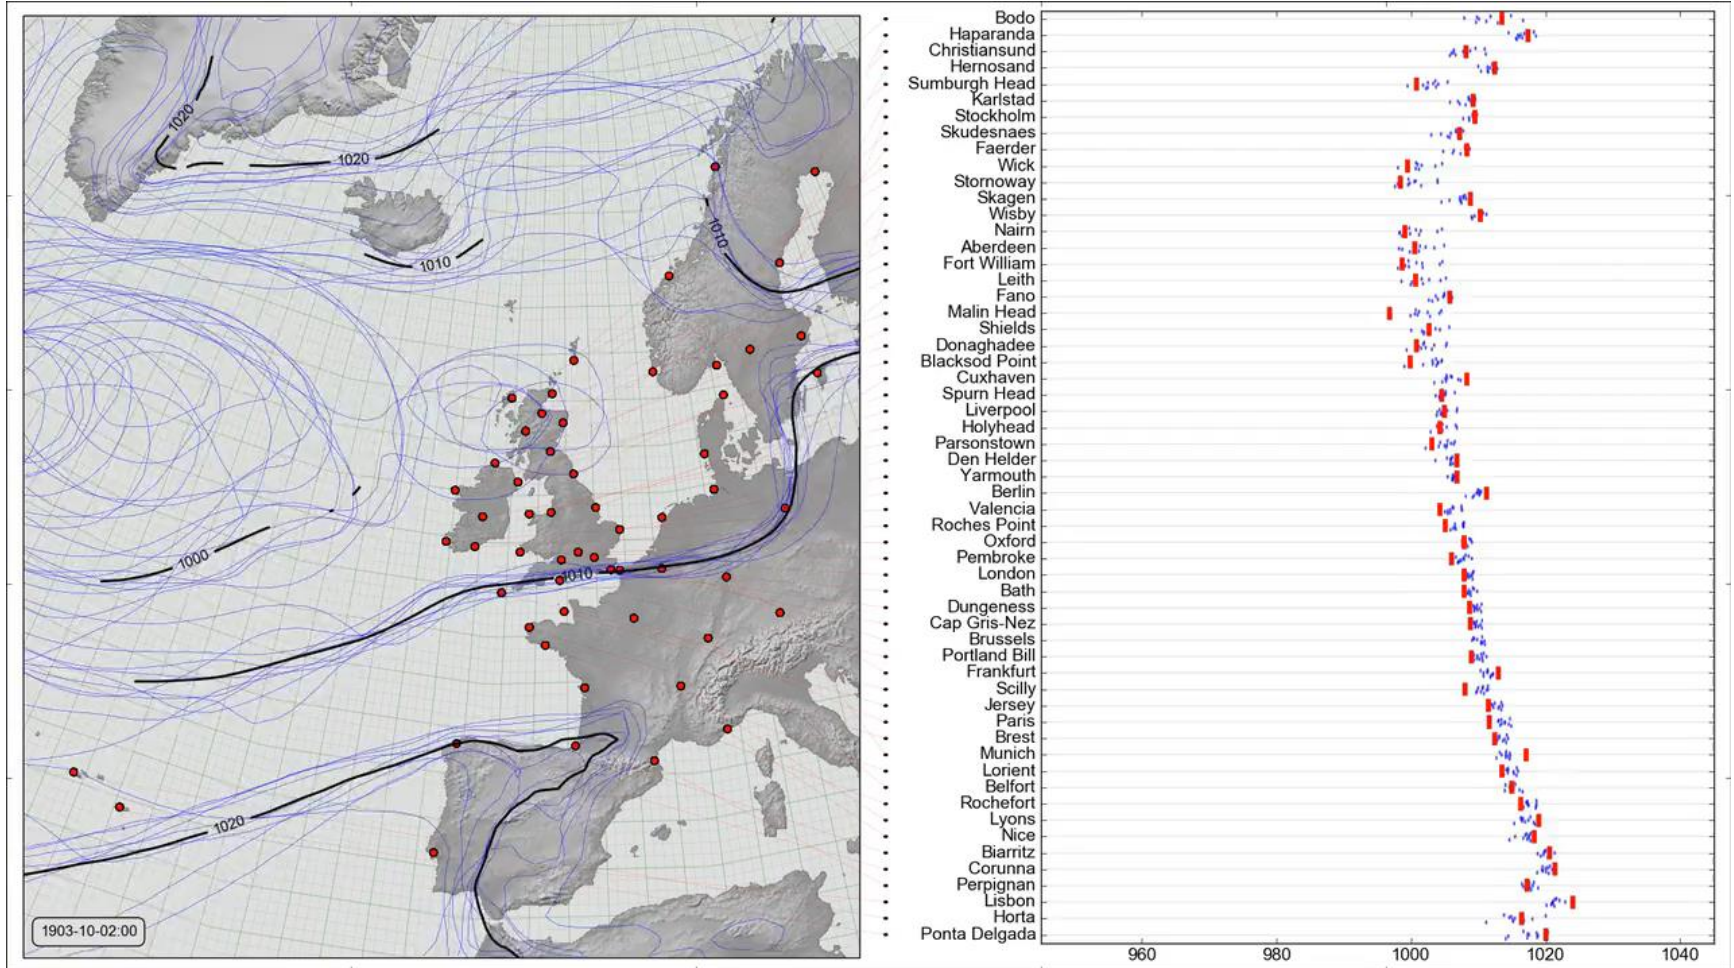 1020
1020
1010
1010
1000
1010
1020
1903-10-02:00
Bodo
Haparanda
Christiansund
Hernosand
Sumburgh Head
Karlstad
Stockholm
Skudesnaes
Faerder
Wick
Stornoway
Skagen
Wisby
Nairn
Aberdeen
Fort William
Leith
Fano
Malin Head
Shields
Donaghadee
Blacksod Point
Cuxhaven
Spurn Head
Liverpool
Holyhead
Parsonstown
Den Helder
Yarmouth
Berlin
Valencia
Roches Point
Oxford
Pembroke
London
Bath
Dungeness
Cap Gris-Nez
Brussels
Portland Bill
Frankfurt
Scilly
Jersey
Paris
Brest
Munich
Lorient
Belfort
Rochefort
Lyons
Nice
Biarritz
Corunna
Perpignan
Lisbon
Horta
Ponta Delgada
960 980 1000 1020 1040